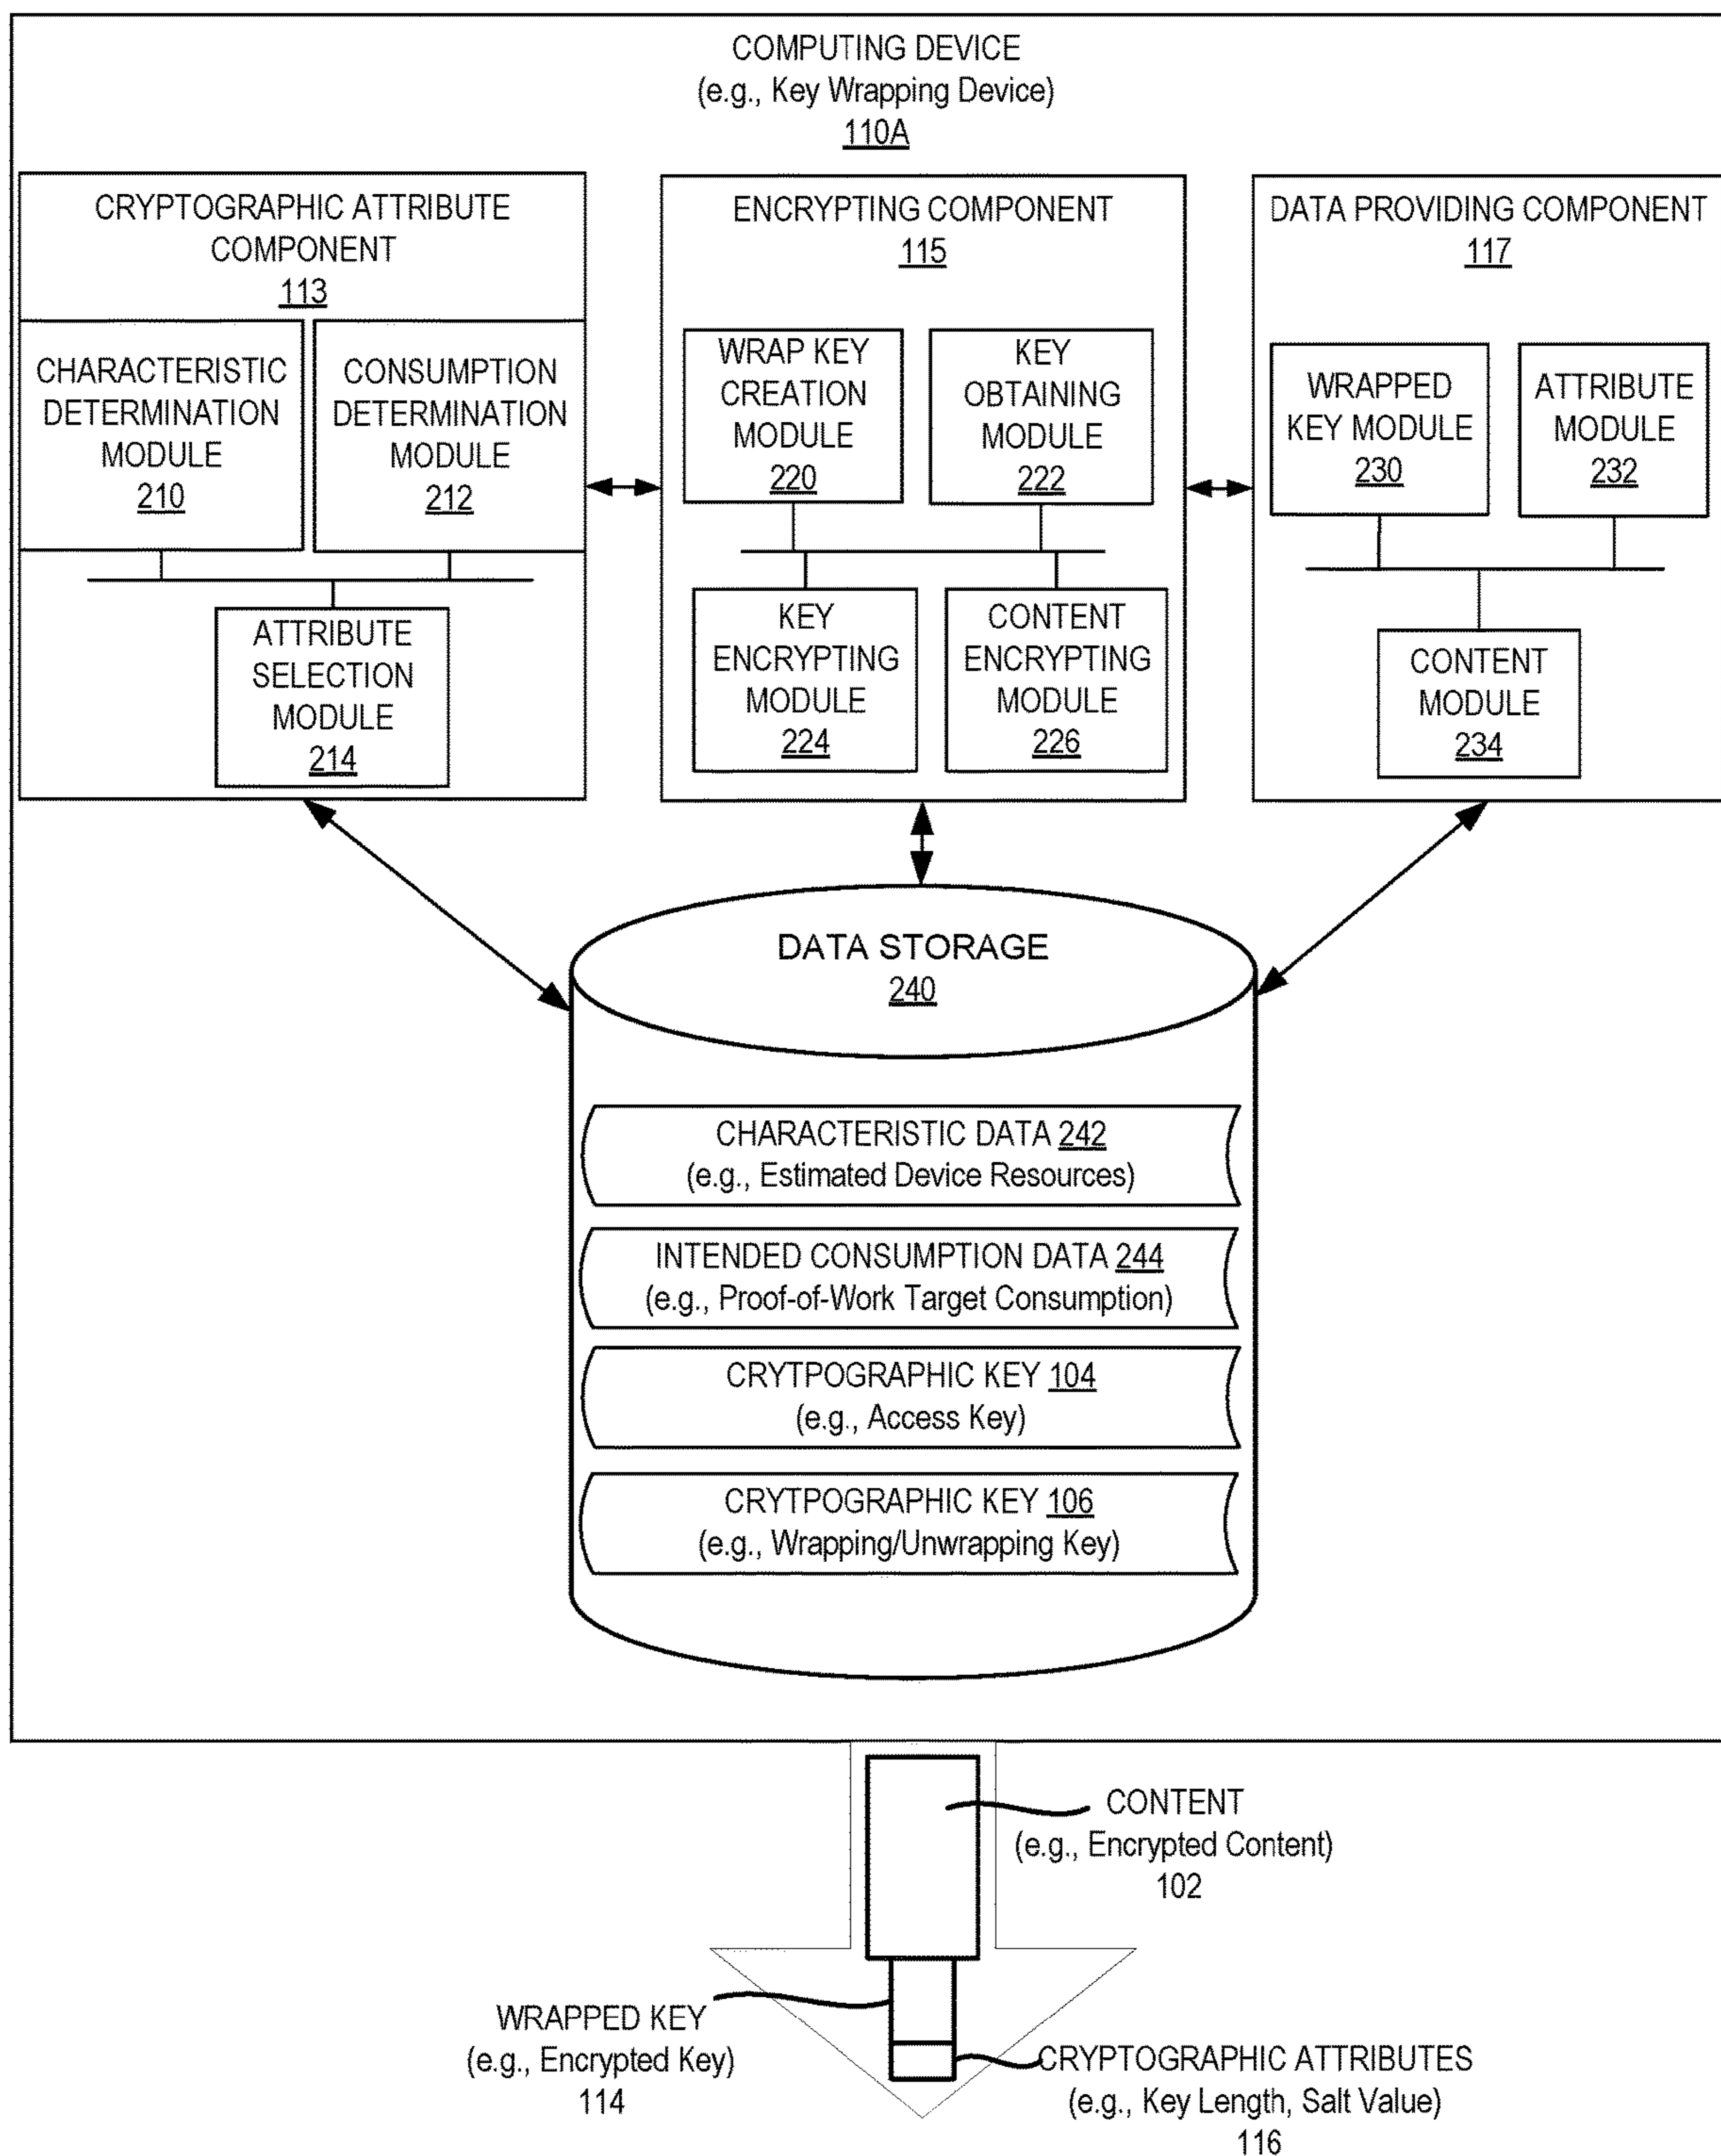 COMPUTING DEVICE
(e.g., Key Wrapping Device)
110A
CRYPTOGRAPHIC ATTRIBUTE
COMPONENT
113
CHARACTERISTIC
DETERMINATION
MODULE
210
CONSUMPTION
DETERMINATION
MODULE
212
ATTRIBUTE
SELECTION
MODULE
214
ENCRYPTING COMPONENT
115
WRAP KEY
CREATION
MODULE
220
KEY
OBTAINING
MODULE
222
KEY
ENCRYPTING
MODULE
224
CONTENT
ENCRYPTING
MODULE
226
DATA PROVIDING COMPONENT
117
WRAPPED
KEY MODULE
230
ATTRIBUTE
MODULE
232
CONTENT
MODULE
234
DATA STORAGE
240
CHARACTERISTIC DATA 242
(e.g., Estimated Device Resources)
INTENDED CONSUMPTION DATA 244
(e.g., Proof-of-Work Target Consumption)
CRYTPOGRAPHIC KEY 104
(e.g., Access Key)
CRYTPOGRAPHIC KEY 106
(e.g., Wrapping/Unwrapping Key)
CONTENT
(e.g., Encrypted Content)
102
WRAPPED KEY
(e.g., Encrypted Key)
114
CRYPTOGRAPHIC ATTRIBUTES
(e.g., Key Length, Salt Value)
116